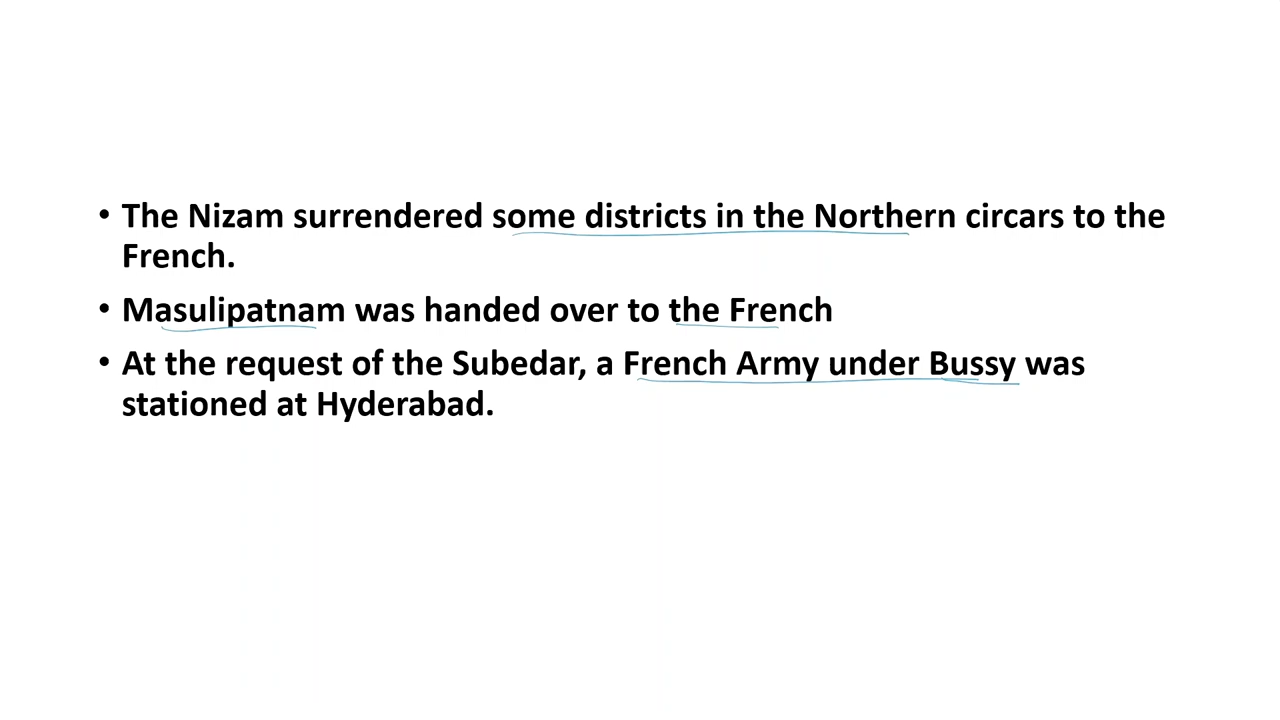 • The Nizam surrendered some districts in the Northern circars to the
French.
• Masulipatnam was handed over to the French
• At the request of the Subedar, a French Army under Bussy was
stationed at Hyderabad.